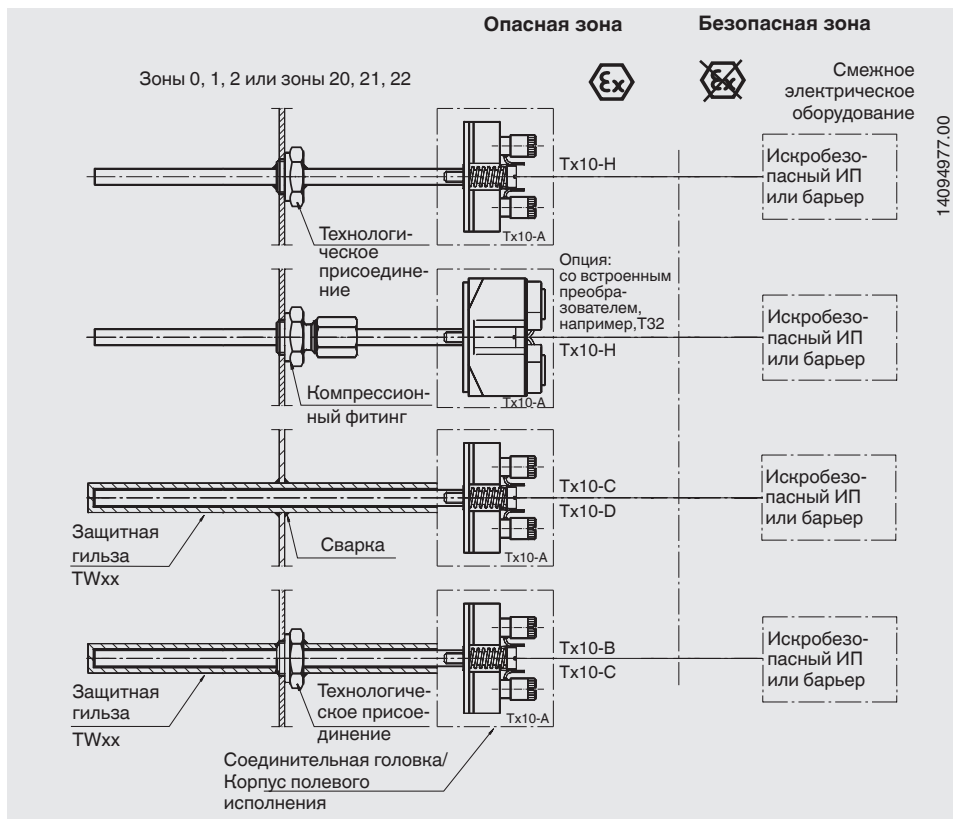 Опасная зона
Безопасная зона
Зоны 0, 1, 2 или зоны 20, 21, 22
Ex
Ex
Смежное
электрическое
оборудование
14094977.00
Tx10-H
Искробезо-
пасный ИП
или барьер
Технологи-
ческое
присоедине-
ние
Tx10-A
Опция:
со встроенным
преобра-
зователем,
например,T32
Tx10-H
Искробезо-
пасный ИП
или барьер
Компрессион-
ный фитинг
Tx10-A
Tx10-C
Tx10-D
Искробезо-
пасный ИП
или барьер
Защитная
гильза
TWxx
Сварка
Tx10-A
Tx10-B
Tx10-C
Искробезо-
пасный ИП
или барьер
Защитная
гильза
TWxx
Технологиче-
ское присое-
динение
Tx10-A
Соединительная головка/
Корпус полевого
исполнения